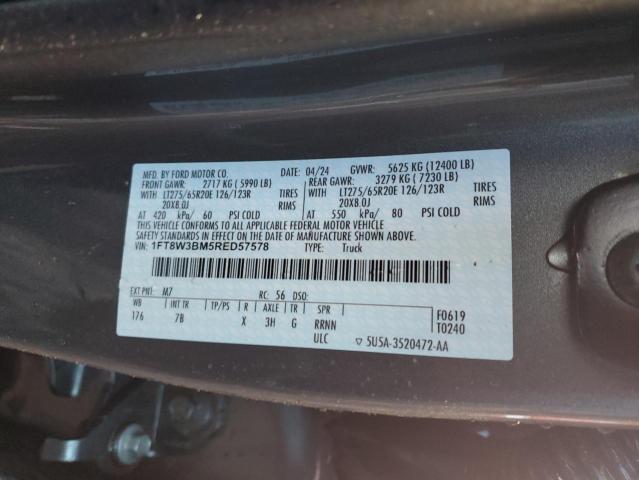 MFD. BY FORD MOTOR CO.
DATE: 04/24 GVWR: 5625 KG (12400 LB)
FRONT GAWR: 2717 KG ( 5990 LB) REAR GAWR: 3279 KG ( 7230 LB)
WITH LT275/65R20E 126/123R TIRES WITH LT275/65R20E 126/123R TIRES
20X8.0J RIMS 20X8.0J RIMS
AT 420 kPa/ 60 PSI COLD AT 550 kPa/ 80 PSI COLD
THIS VEHICLE CONFORMS TO ALL APPLICABLE FEDERAL MOTOR VEHICLE
SAFETY STANDARDS IN EFFECT ON THE DATE OF MANUFACTURE SHOWN ABOVE.
VIN: 1FT8W3BM5RED57578 TYPE: Truck
EXT PNT: M7 RC: 56 DSO:
WB INT TR TP/PS R AXLE TR SPR F0619
176 7B X 3H G RRNN T0240
ULC ▽ 5U5A-3520472-AA